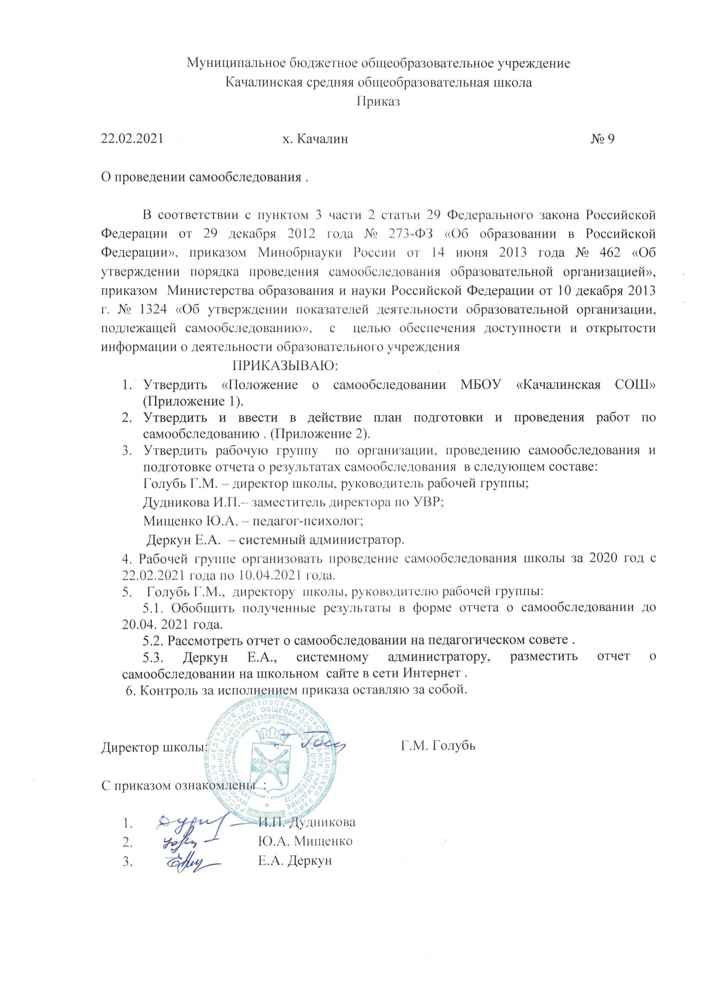 Муниципальное бюджетное общеобразовательное учреждение
Качалинская средняя общеобразовательная школа
Приказ
22.02.2021 х. Качалин № 9
О проведении самообследования .
В соответствии с пунктом 3 части 2 статьи 29 Федерального закона Российской
Федерации от 29 декабря 2012 года № 273-ФЗ «Об образовании в Российской
Федерации», приказом Минобрнауки России от 14 июня 2013 года № 462 «Об
утверждении порядка проведения самообследования образовательной организацией»,
приказом Министерства образования и науки Российской Федерации от 10 декабря 2013
г. № 1324 «Об утверждении показателей деятельности образовательной организации,
подлежащей самообследованию», с целью обеспечения доступности и открытости
информации о деятельности образовательного учреждения
ПРИКАЗЫВАЮ:
1. Утвердить «Положение о самообследовании МБОУ «Качалинская СОШ»
(Приложение 1).
2. Утвердить и ввести в действие план подготовки и проведения работ по
самообследованию . (Приложение 2).
3. Утвердить рабочую группу по организации, проведению самообследования и
подготовке отчета о результатах самообследования в следующем составе:
Голубь Г.М. – директор школы, руководитель рабочей группы;
Дудникова И.П.– заместитель директора по УВР;
Мищенко Ю.А. – педагог-психолог;
Деркун Е.А. – системный администратор.
4. Рабочей группе организовать проведение самообследования школы за 2020 год с
22.02.2021 года по 10.04.2021 года.
5. Голубь Г.М., директору школы, руководителю рабочей группы:
5.1. Обобщить полученные результаты в форме отчета о самообследовании до
20.04. 2021 года.
5.2. Рассмотреть отчет о самообследовании на педагогическом совете .
5.3. Деркун Е.А., системному администратору, разместить отчет о
самообследовании на школьном сайте в сети Интернет .
6. Контроль за исполнением приказа оставляю за собой.
Директор школы: Г.М. Голубь
РОССИЙСКАЯ ФЕДЕРАЦИЯ, РОСТОВСКАЯ ОБЛАСТЬ
РАЙОН
МУНИЦИПАЛЬНОЕ БЮДЖЕТНОЕ ОБЩЕОБРАЗОВАТЕЛЬНОЕ УЧРЕЖДЕНИЕ
КАЧАЛИНСКАЯ СРЕДНЯЯ ОБЩЕОБРАЗОВАТЕЛЬНАЯ ШКОЛА
С приказом ознакомлены :
1. И.П. Дудникова
2. Ю.А. Мищенко
3. Е.А. Деркун